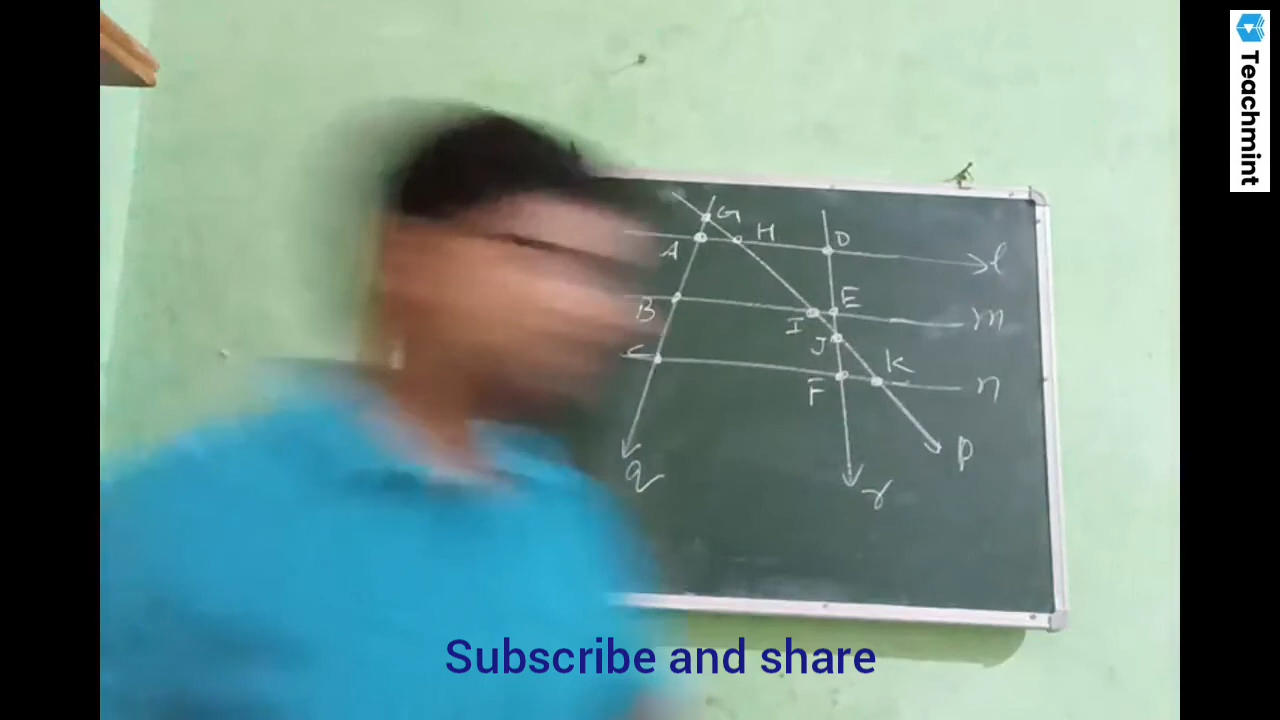 Teachmint
G
A H D
l
B I E
m
J
C F K
n
q r p
Subscribe and share